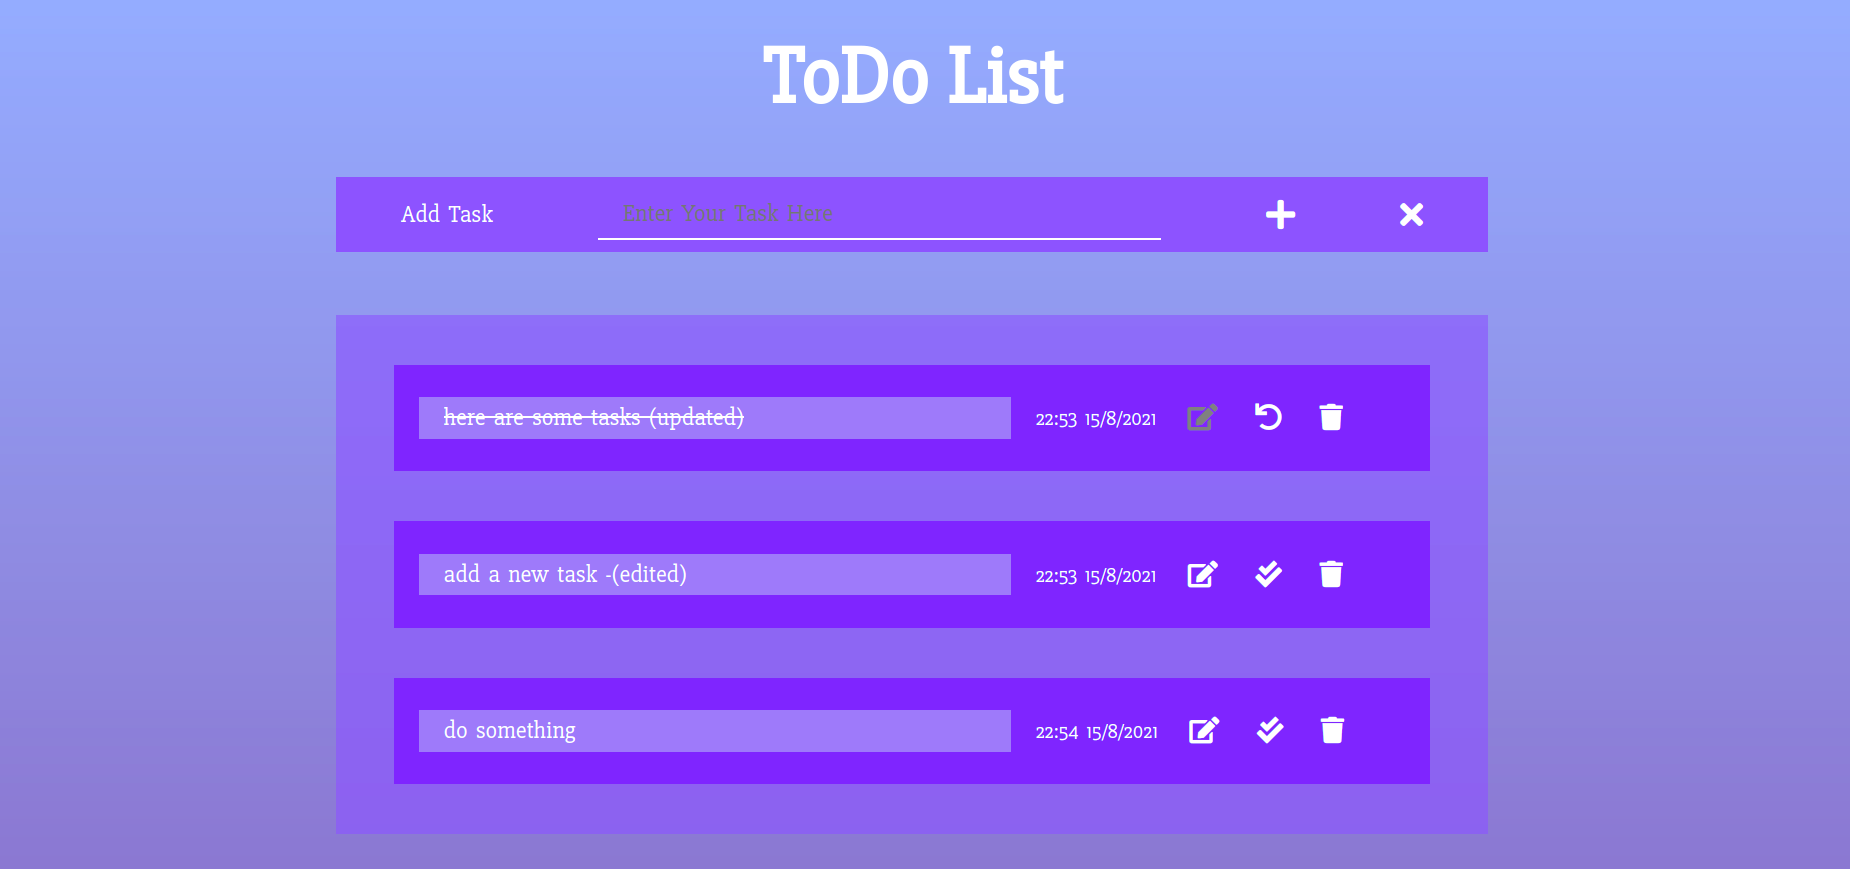 ToDo List
Add Task Enter Your Task Here
here are some tasks (updated) 22:53 15/8/2021
add a new task -(edited) 22:53 15/8/2021
do something 22:54 15/8/2021